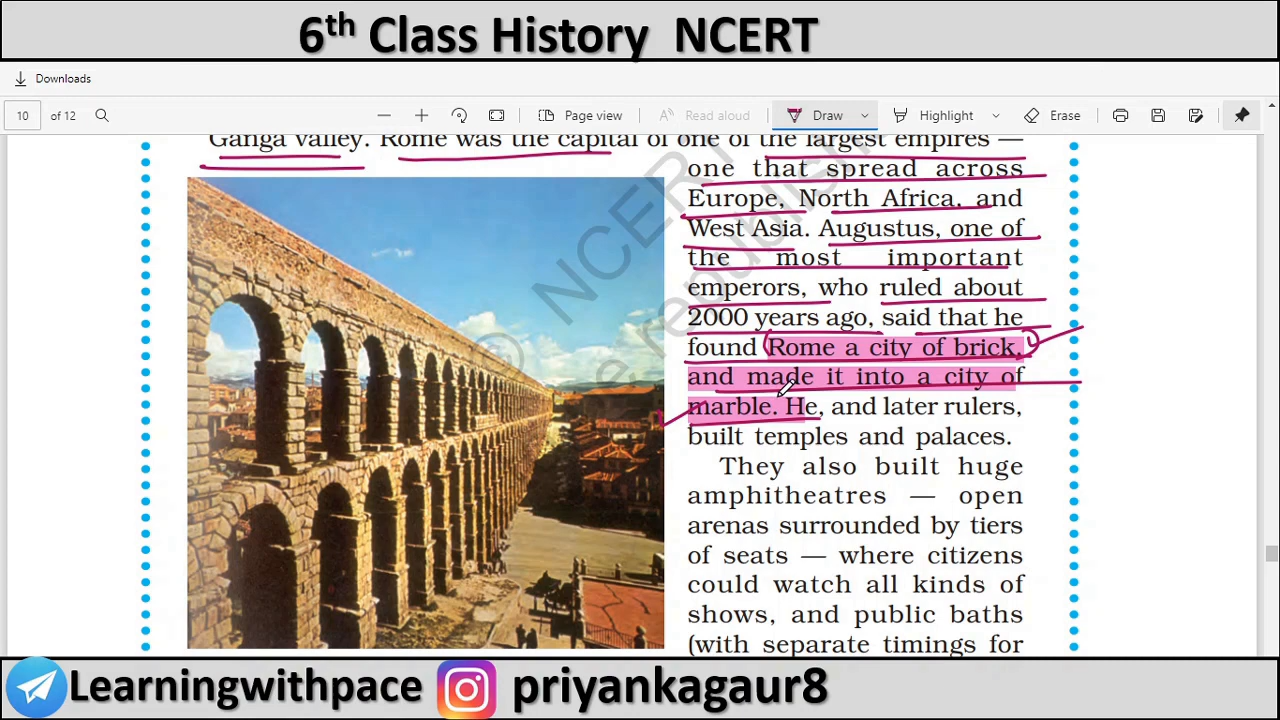 6th Class History NCERT
Downloads
10 of 12 Page view Read aloud Draw Highlight Erase
Ganga valley. Rome was the capital of one of the largest empires —
one that spread across
Europe, North Africa, and
West Asia. Augustus, one of
the most important
emperors, who ruled about
2000 years ago, said that he
found Rome a city of brick,
and made it into a city of
marble. He, and later rulers,
built temples and palaces.
They also built huge
amphitheatres — open
arenas surrounded by tiers
of seats — where citizens
could watch all kinds of
shows, and public baths
(with separate timings for
© NCERT
republish
Learningwithpace priyankagaur8